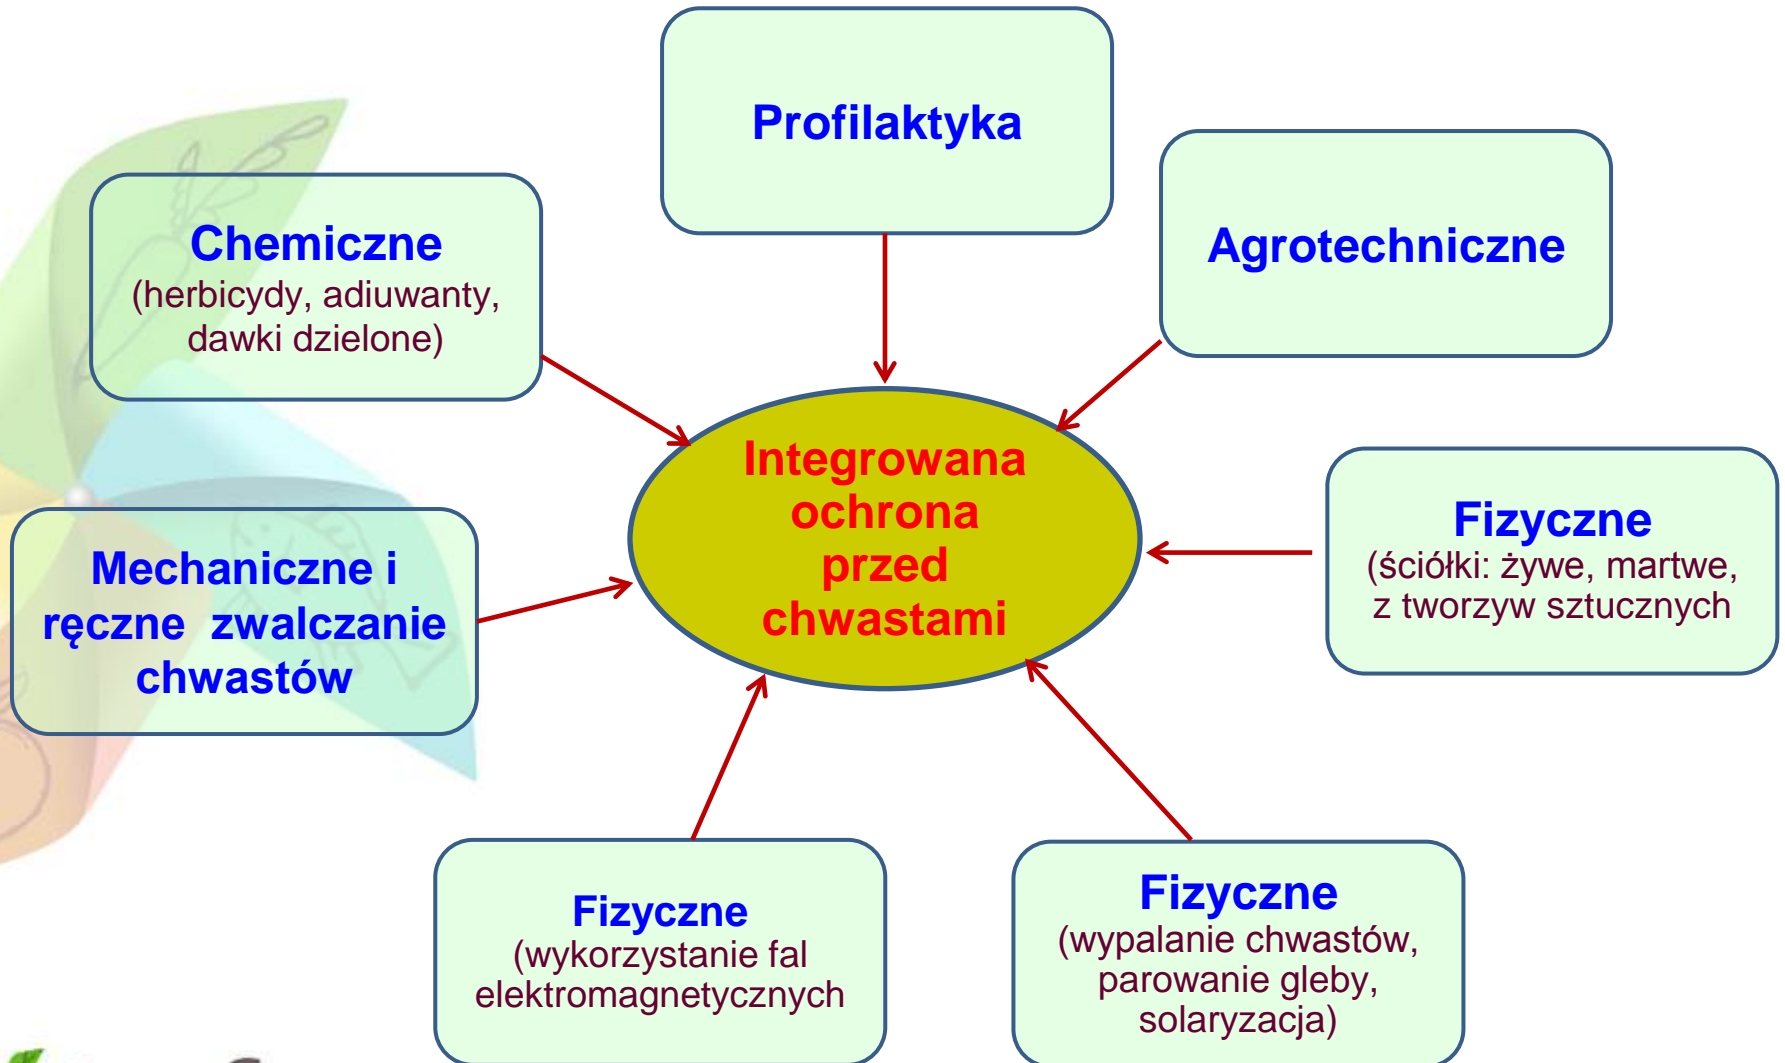 Profilaktyka
Chemiczne
(herbicydy, adiuwanty,
dawki dzielone)
Agrotechniczne
Integrowana
ochrona
przed
chwastami
Fizyczne
(ściółki: żywe, martwe,
z tworzyw sztucznych
Mechaniczne i
ręczne  zwalczanie
chwastów
Fizyczne
(wykorzystanie fal
elektromagnetycznych
Fizyczne
(wypalanie chwastów,
parowanie gleby,
solaryzacja)